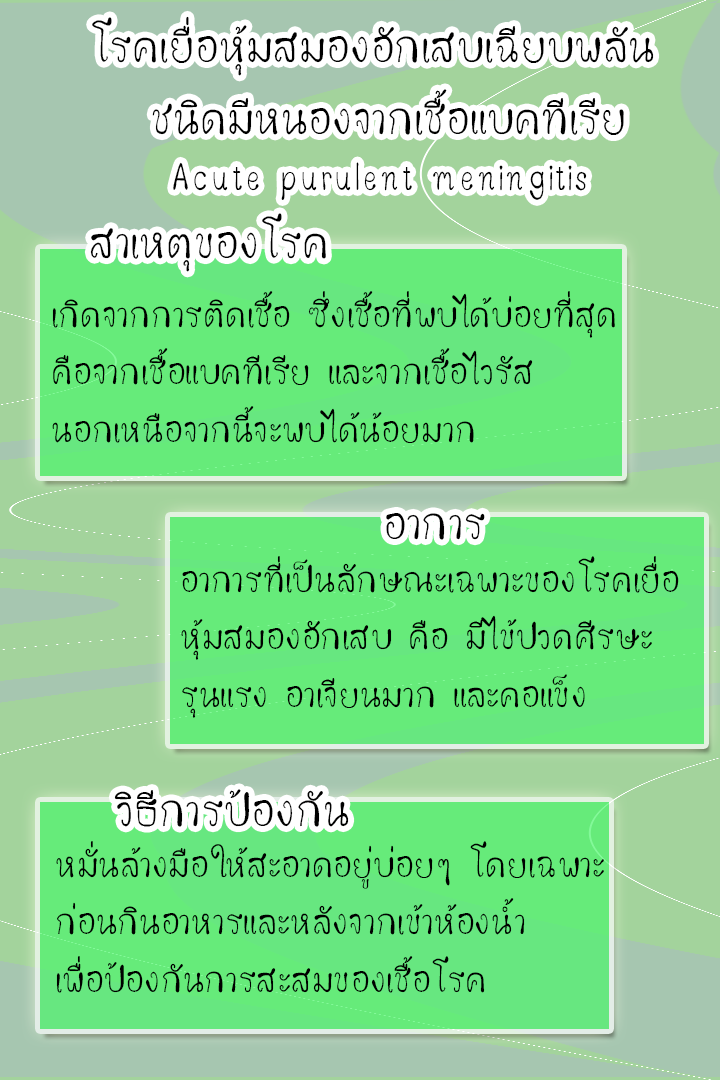 โรคเยื่อหุ้มสมองอักเสบเฉียบพลัน
ชนิดมีหนองจากเชื้อแบคทีเรีย
Acute purulent meningitis
สาเหตุของโรค
เกิดจากการติดเชื้อ ซึ่งเชื้อที่พบได้บ่อยที่สุด
คือจากเชื้อแบคทีเรีย และจากเชื้อไวรัส
นอกเหนือจากนี้จะพบได้น้อยมาก
อาการ
อาการที่เป็นลักษณะเฉพาะของโรคเยื่อ
หุ้มสมองอักเสบ คือ มีไข้ปวดศีรษะ
รุนแรง อาเจียนมาก และคอแข็ง
วิธีการป้องกัน
หมั่นล้างมือให้สะอาดอยู่บ่อยๆ โดยเฉพาะ
ก่อนกินอาหารและหลังจากเข้าห้องน้ำ
เพื่อป้องกันการสะสมของเชื้อโรค